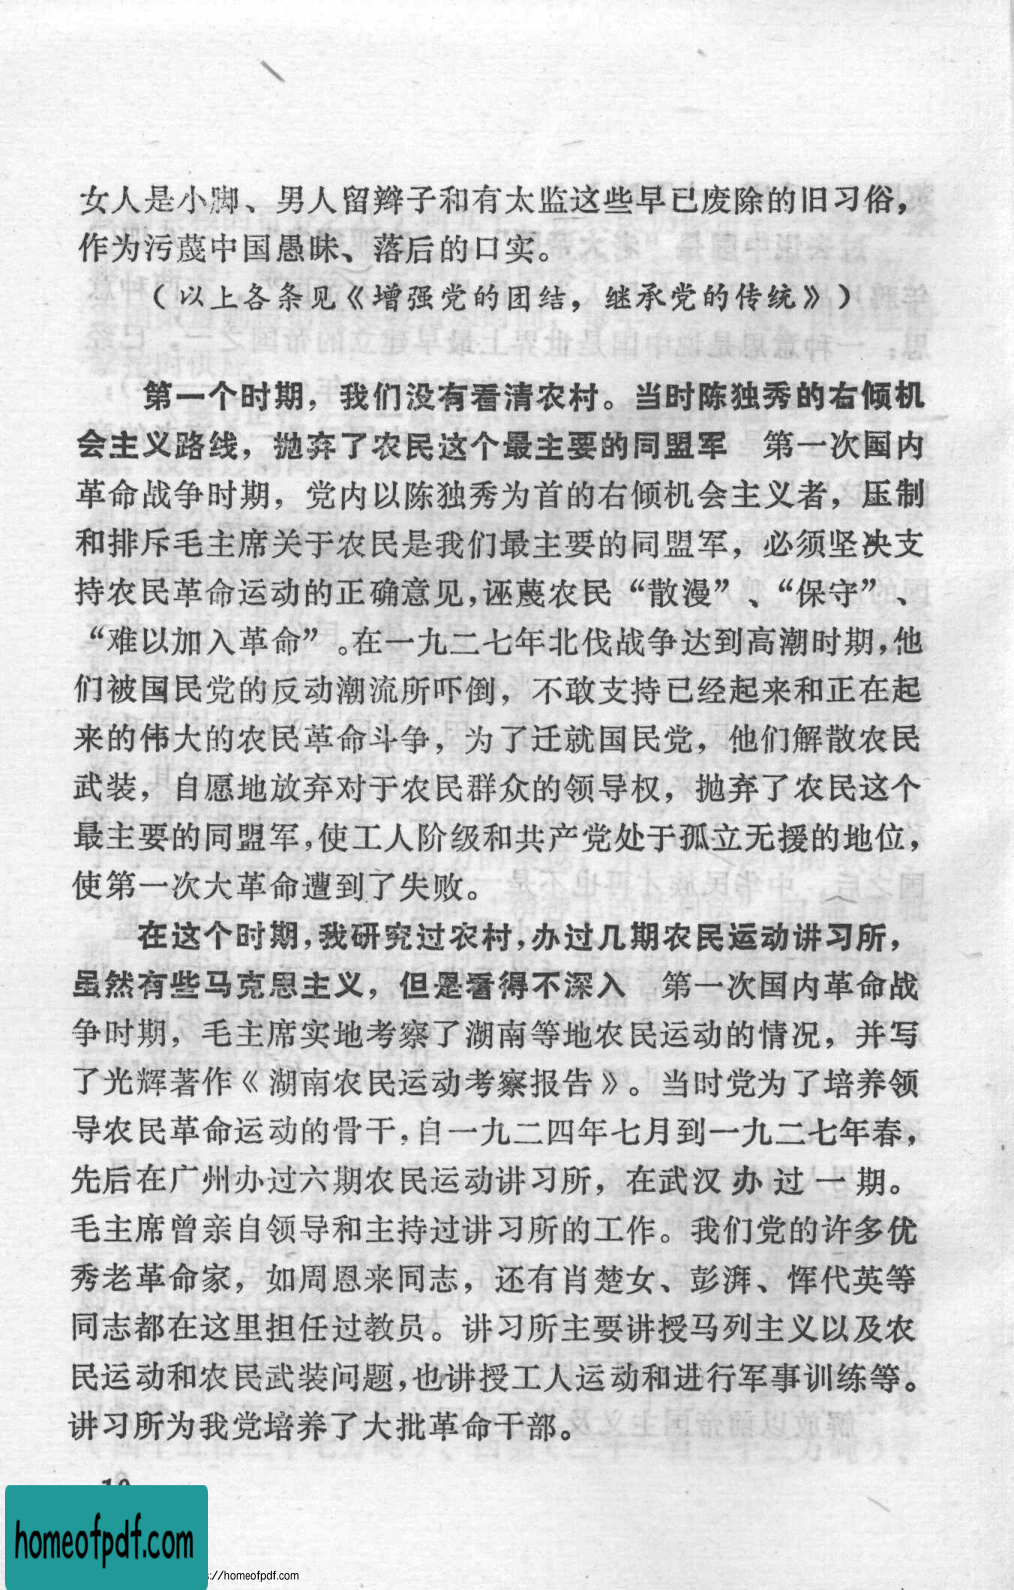 女人是小脚、男人留辫子和有太监这些早已废除的旧习俗，
作为污蔑中国愚昧、落后的口实。
（以上各条见《增强党的团结，继承党的传统》）
第一个时期，我们没有看清农村。当时陈独秀的右倾机
会主义路线，抛弃了农民这个最主要的同盟军　第一次国内
革命战争时期，党内以陈独秀为首的右倾机会主义者，压制
和排斥毛主席关于农民是我们最主要的同盟军，必须坚决支
持农民革命运动的正确意见，诬蔑农民“散漫”、“保守”、
“难以加入革命”。在一九二七年北伐战争达到高潮时期，他
们被国民党的反动潮流所吓倒，不敢支持已经起来和正在起
来的伟大的农民革命斗争，为了迁就国民党，他们解散农民
武装，自愿地放弃对于农民群众的领导权，抛弃了农民这个
最主要的同盟军，使工人阶级和共产党处于孤立无援的地位，
使第一次大革命遭到了失败。
在这个时期，我研究过农村，办过几期农民运动讲习所，
虽然有些马克思主义，但是看得不深入　第一次国内革命战
争时期，毛主席实地考察了湖南等地农民运动的情况，并写
了光辉著作《湖南农民运动考察报告》。当时党为了培养领
导农民革命运动的骨干，自一九二四年七月到一九二七年春，
先后在广州办过六期农民运动讲习所，在武汉办过一期。
毛主席曾亲自领导和主持过讲习所的工作。我们党的许多优
秀老革命家，如周恩来同志，还有肖楚女、彭湃、恽代英等
同志都在这里担任过教员。讲习所主要讲授马列主义以及农
民运动和农民武装问题，也讲授工人运动和进行军事训练等。
讲习所为我党培养了大批革命干部。
homeofpdf.com
://homeofpdf.com